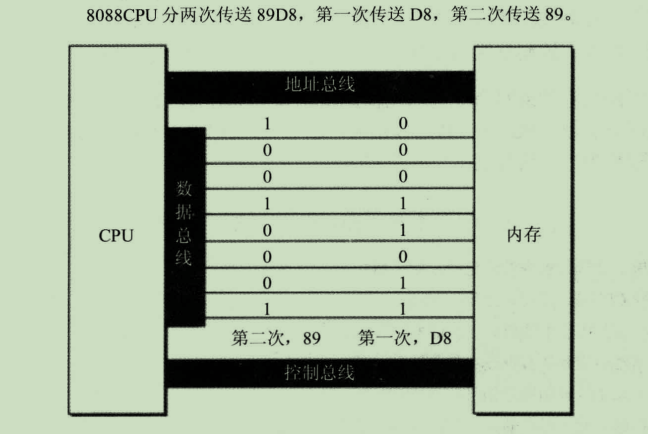 8088CPU 分两次传送 89D8，第一次传送 D8，第二次传送 89。
地址总线
1 0
0 0
0 0
1 1
0 1
0 0
0 1
1 1
数据总线
CPU
内存
第二次，89 第一次，D8
控制总线